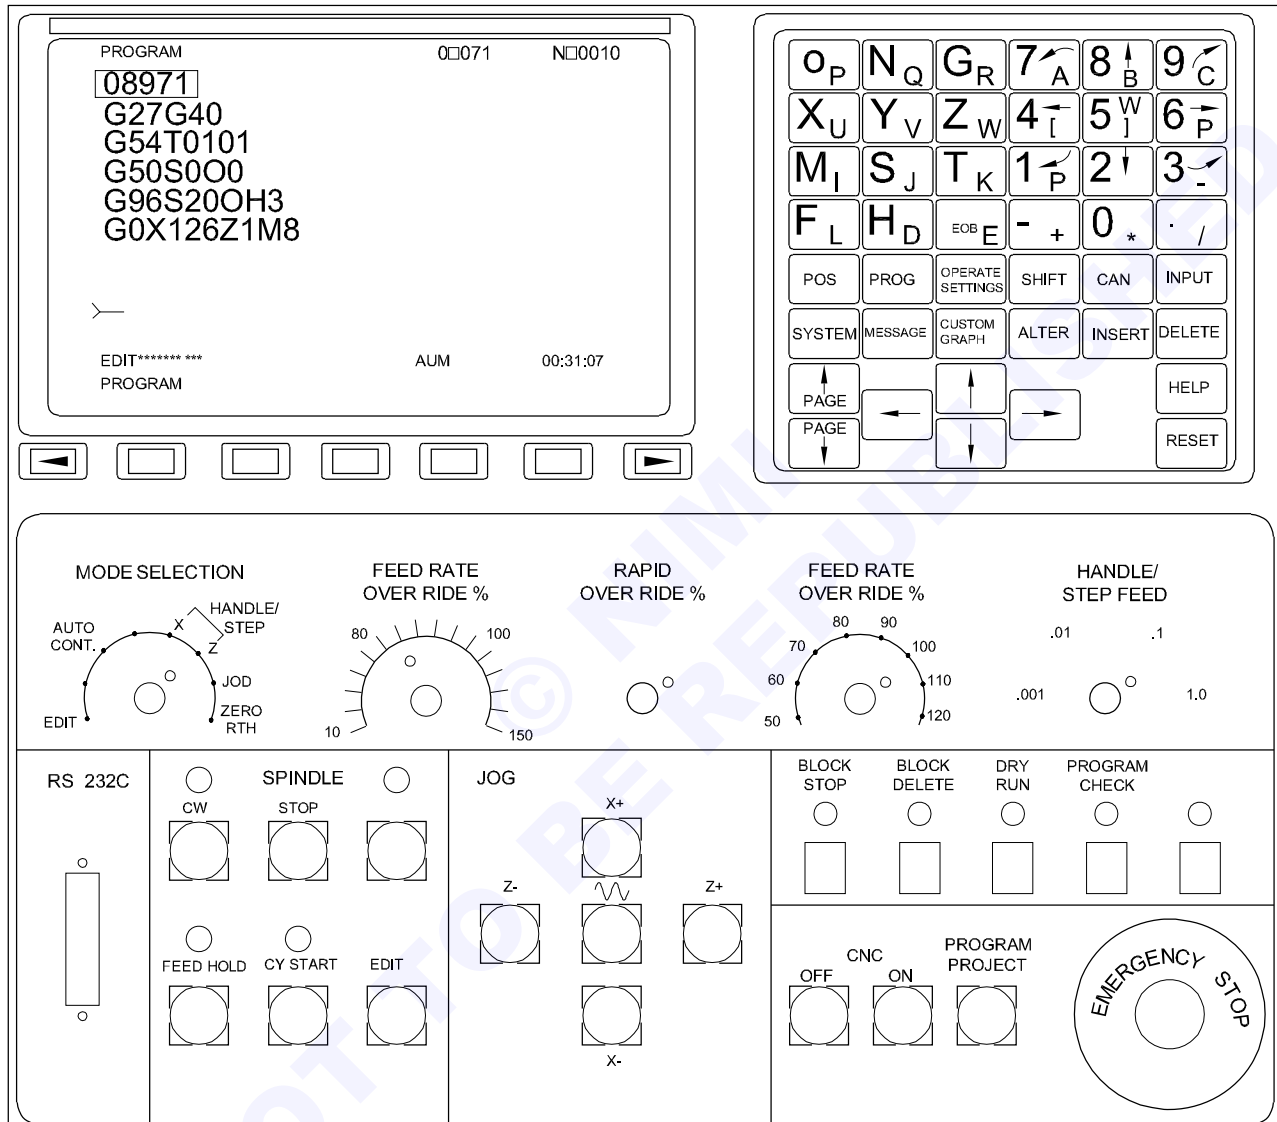 PROGRAM 0□071 N□0010
08971
G27G40
G54T0101
G50S0O0
G96S20OH3
G0X126Z1M8
EDIT******* *** AUM 00:31:07
PROGRAM
OP NQ GR 7A 8B 9C
XU YV ZW 4[ 5W] 6P
MI SJ TK 1P 2 3-
FL HD EOBE -+ 0* ./
POS PROG OPERATE SETTINGS SHIFT CAN INPUT
SYSTEM MESSAGE CUSTOM GRAPH ALTER INSERT DELETE
PAGE HELP
PAGE RESET
MODE SELECTION
AUTO CONT.
X
HANDLE/
STEP
Z
JOD
ZERO
RTH
EDIT
FEED RATE
OVER RIDE %
80 100
10 150
RAPID
OVER RIDE %
FEED RATE
OVER RIDE %
80 90
70 100
60 110
50 120
HANDLE/
STEP FEED
.01 .1
.001 1.0
RS 232C
SPINDLE
CW STOP
FEED HOLD CY START EDIT
JOG
X+
Z- Z+
X-
BLOCK
STOP
BLOCK
DELETE
DRY
RUN
PROGRAM
CHECK
CNC
OFF ON
PROGRAM
PROJECT
EMERGENCY STOP
© NMI
NOT TO BE REPUBLISHED